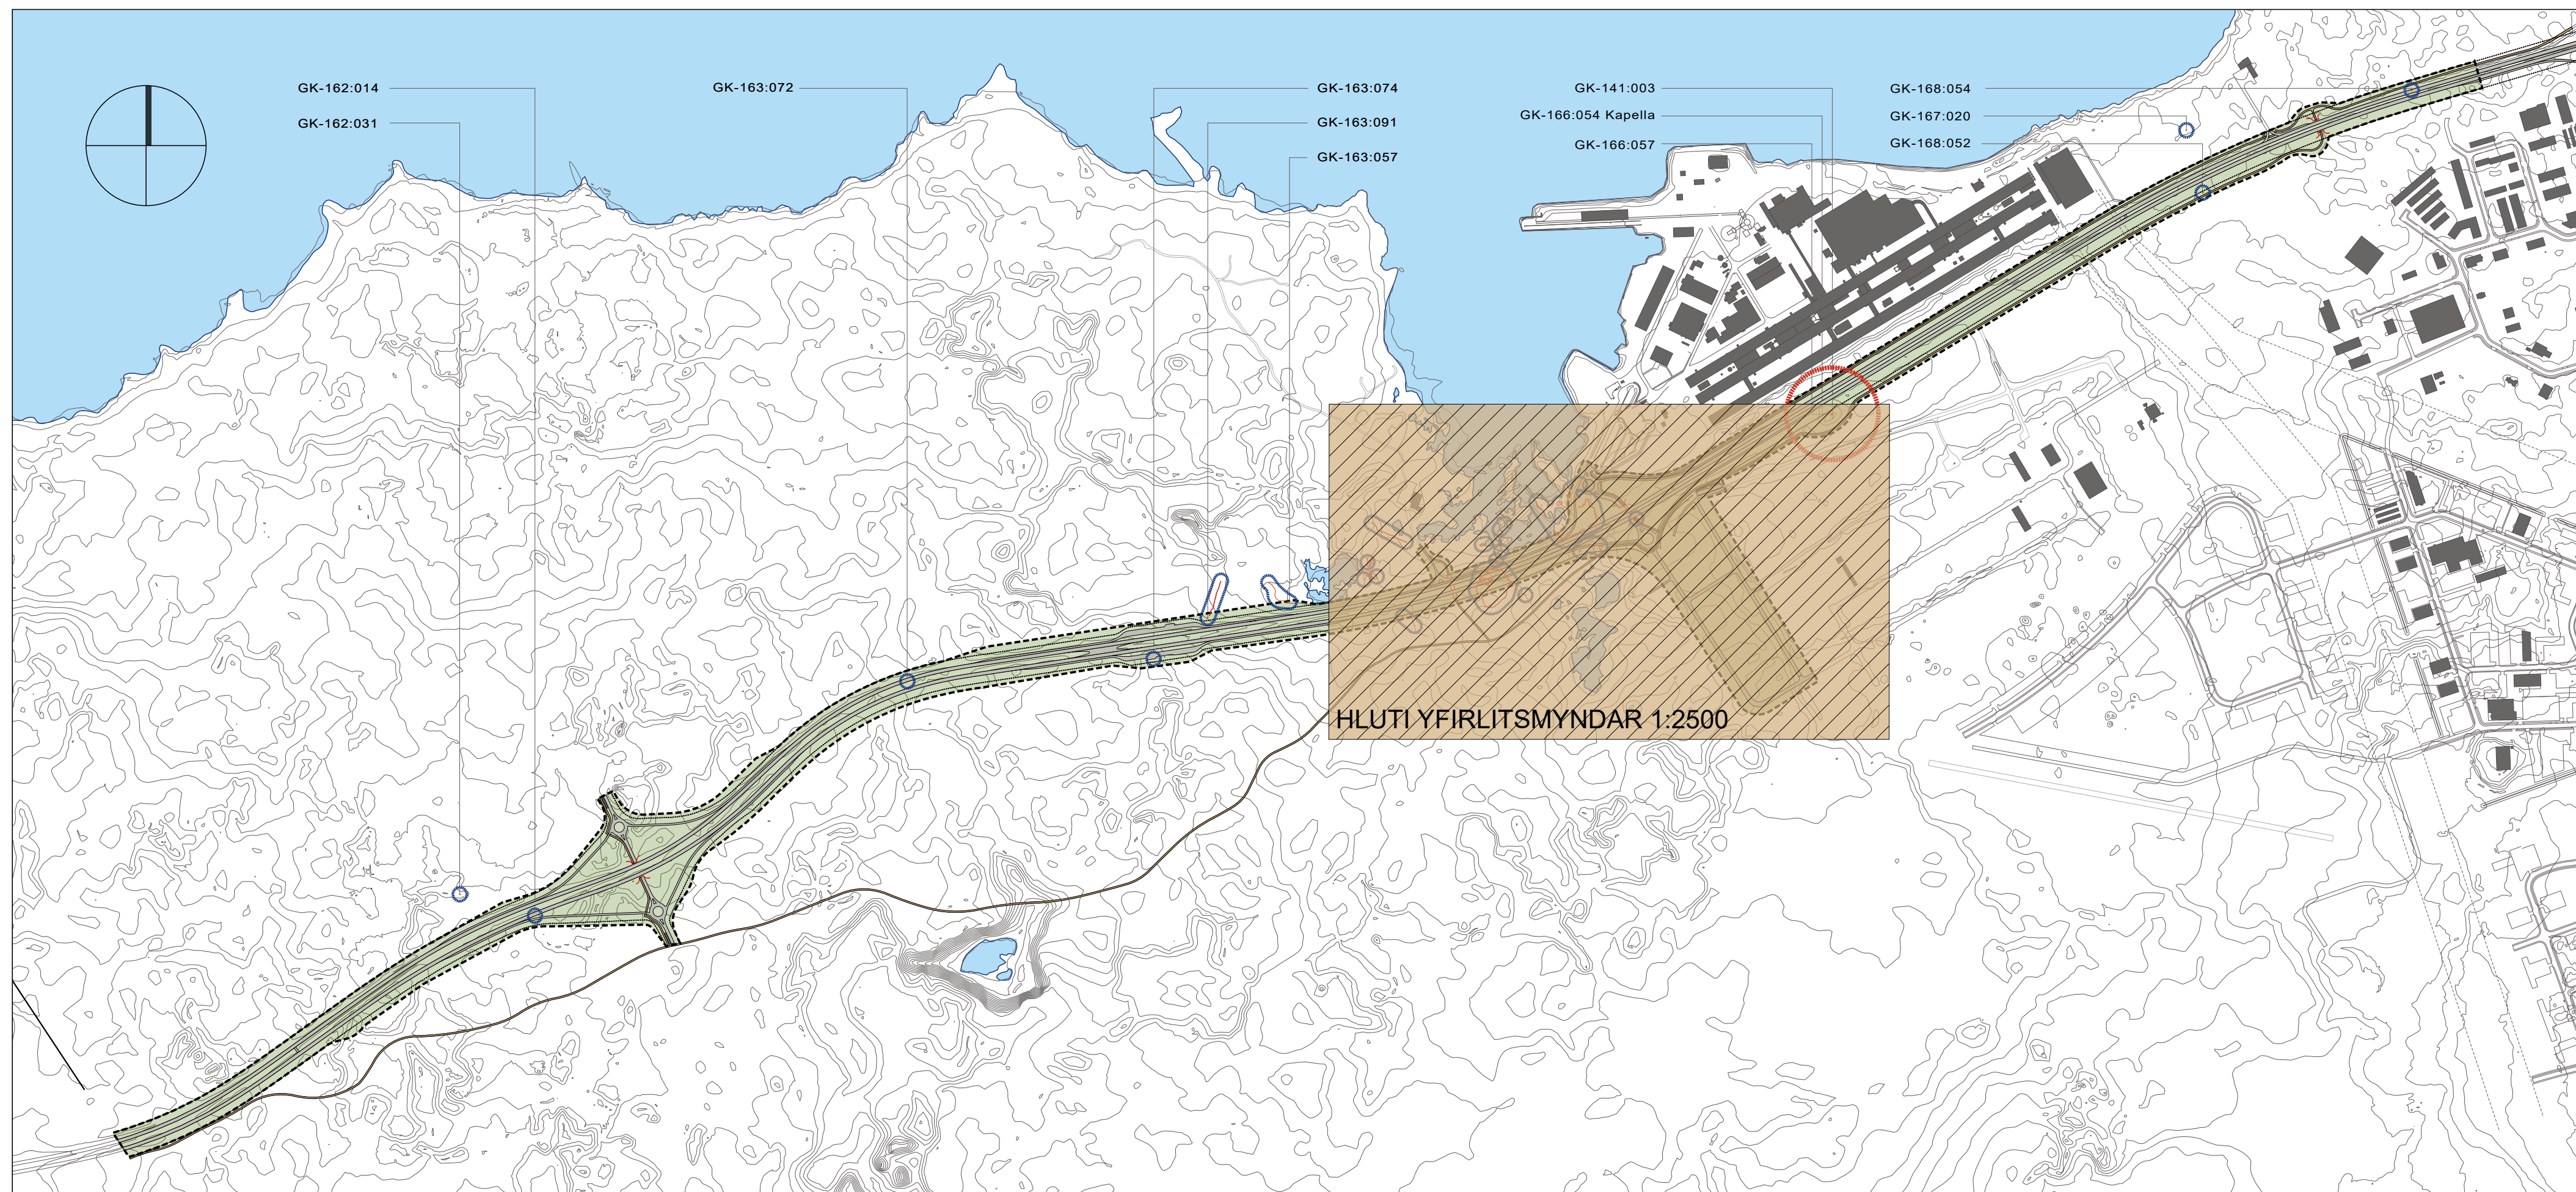 GK-162:014
GK-162:031
GK-163:072
GK-163:074
GK-163:091
GK-163:057
GK-141:003
GK-166:054 Kapella
GK-166:057
GK-168:054
GK-167:020
GK-168:052
HLUTI YFIRLITSMYNDAR 1:2500